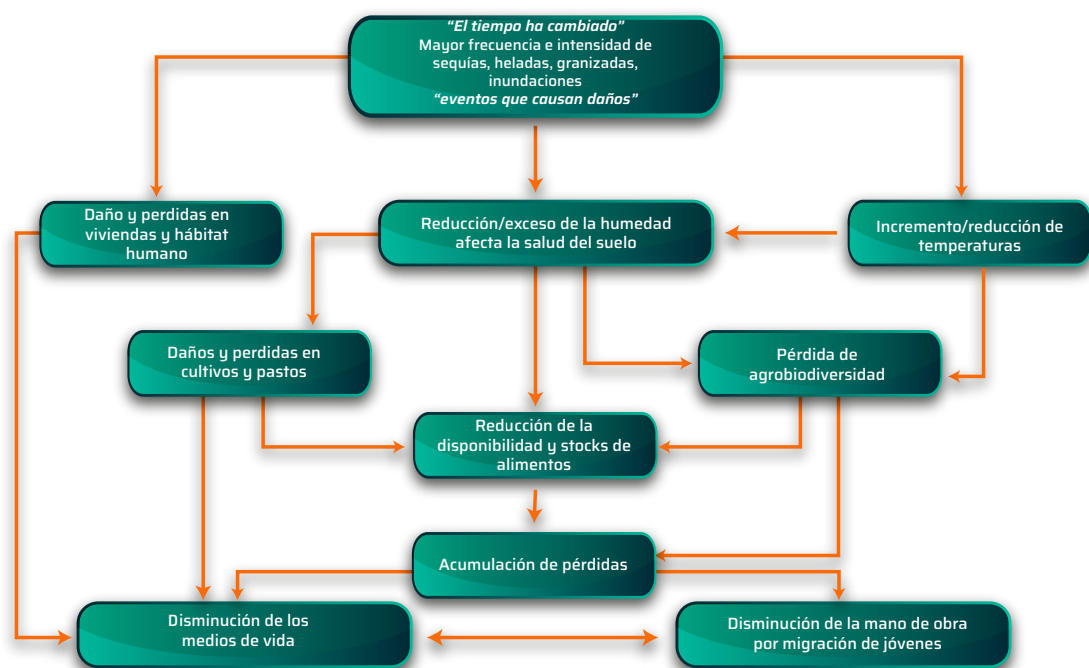 “El tiempo ha cambiado”
Mayor frecuencia e intensidad de
sequías, heladas, granizadas,
inundaciones
“eventos que causan daños”
Daño y perdidas en
viviendas y hábitat
humano
Reducción/exceso de la humedad
afecta la salud del suelo
Incremento/reducción de
temperaturas
Daños y perdidas en
cultivos y pastos
Pérdida de
agrobiodiversidad
Reducción de la
disponibilidad y stocks de
alimentos
Acumulación de pérdidas
Disminución de los
medios de vida
Disminución de la mano de obra
por migración de jóvenes